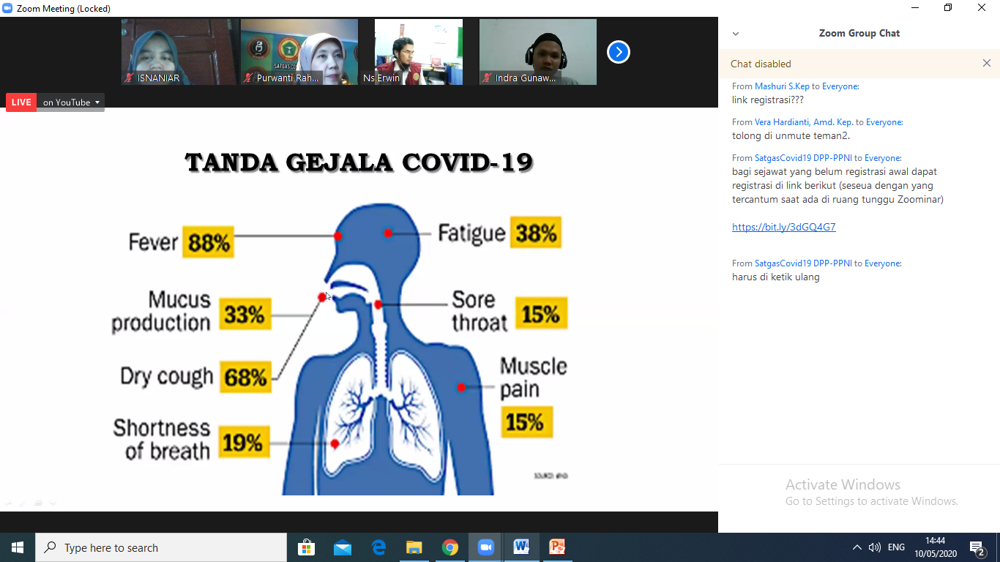 Zoom Meeting (Locked)
ISNANIAR
Purwanti Rah...
Ns.Erwin
Indra Gunaw...
LIVE
on YouTube
TANDA GEJALA COVID-19
Fever 88%
Fatigue 38%
Mucus
production 33%
Sore
throat 15%
Dry cough 68%
Muscle
pain
15%
Shortness
of breath 19%
Zoom Group Chat
Chat disabled
From Mashuri S.Kep to Everyone:
link registrasi???
From Vera Hardianti, Amd. Kep. to Everyone:
tolong di unmute teman2.
From SatgasCovid19 DPP-PPNI to Everyone:
bagi sejawat yang belum registrasi awal dapat
registrasi di link berikut (seseua dengan yang
tercantum saat ada di ruang tunggu Zoominar)
https://bit.ly/3dGQ4G7
From SatgasCovid19 DPP-PPNI to Everyone:
harus di ketik ulang
Activate Windows
Go to Settings to activate Windows.
Type here to search
ENG
14:44
10/05/2020
2